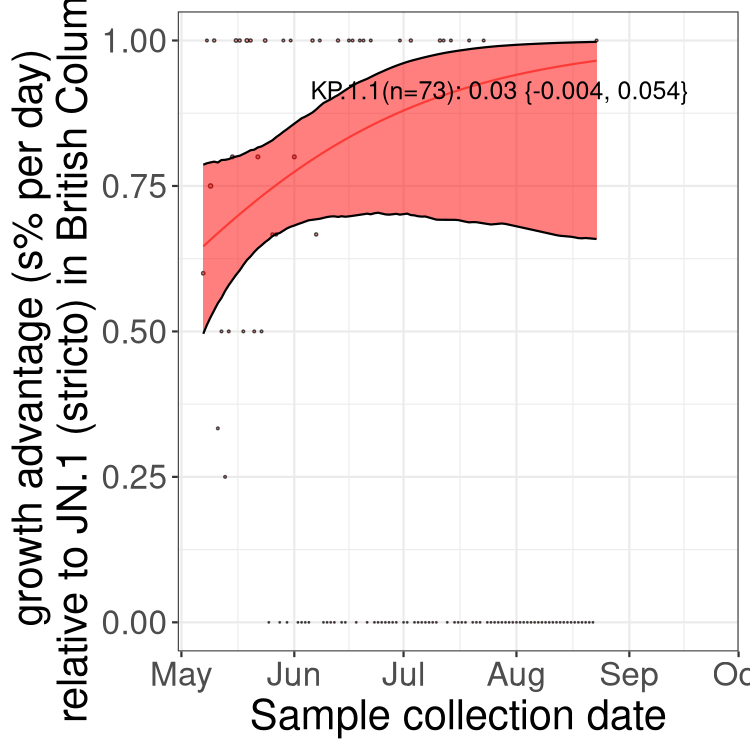 growth advantage (s% per day)
relative to JN.1 (stricto) in British Colum
1.00
0.75
0.50
0.25
0.00
KP.1.1(n=73): 0.03 {-0.004, 0.054}
May Jun Jul Aug Sep Oc
Sample collection date